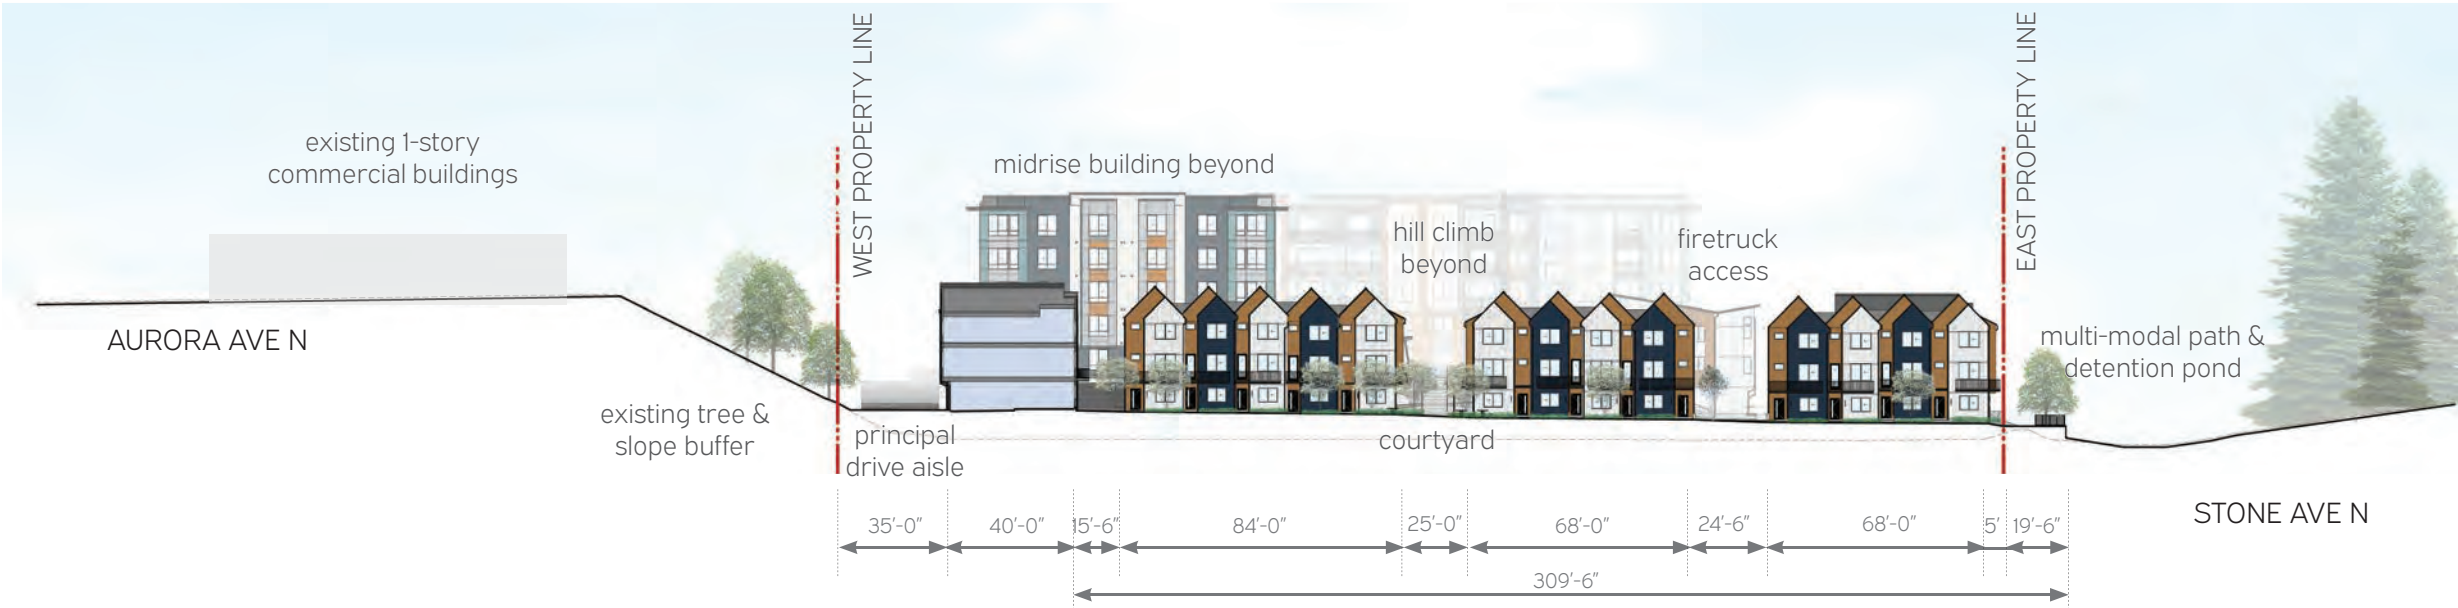 WEST PROPERTY LINE
EAST PROPERTY LINE
existing 1-story
commercial buildings
midrise building beyond
hill climb
beyond
firetruck
access
AURORA AVE N
multi-modal path &
detention pond
existing tree &
slope buffer
principal
drive aisle
courtyard
STONE AVE N
35'-0"
40'-0"
15'-6"
84'-0"
25'-0"
68'-0"
24'-6"
68'-0"
5'
19'-6"
309'-6"